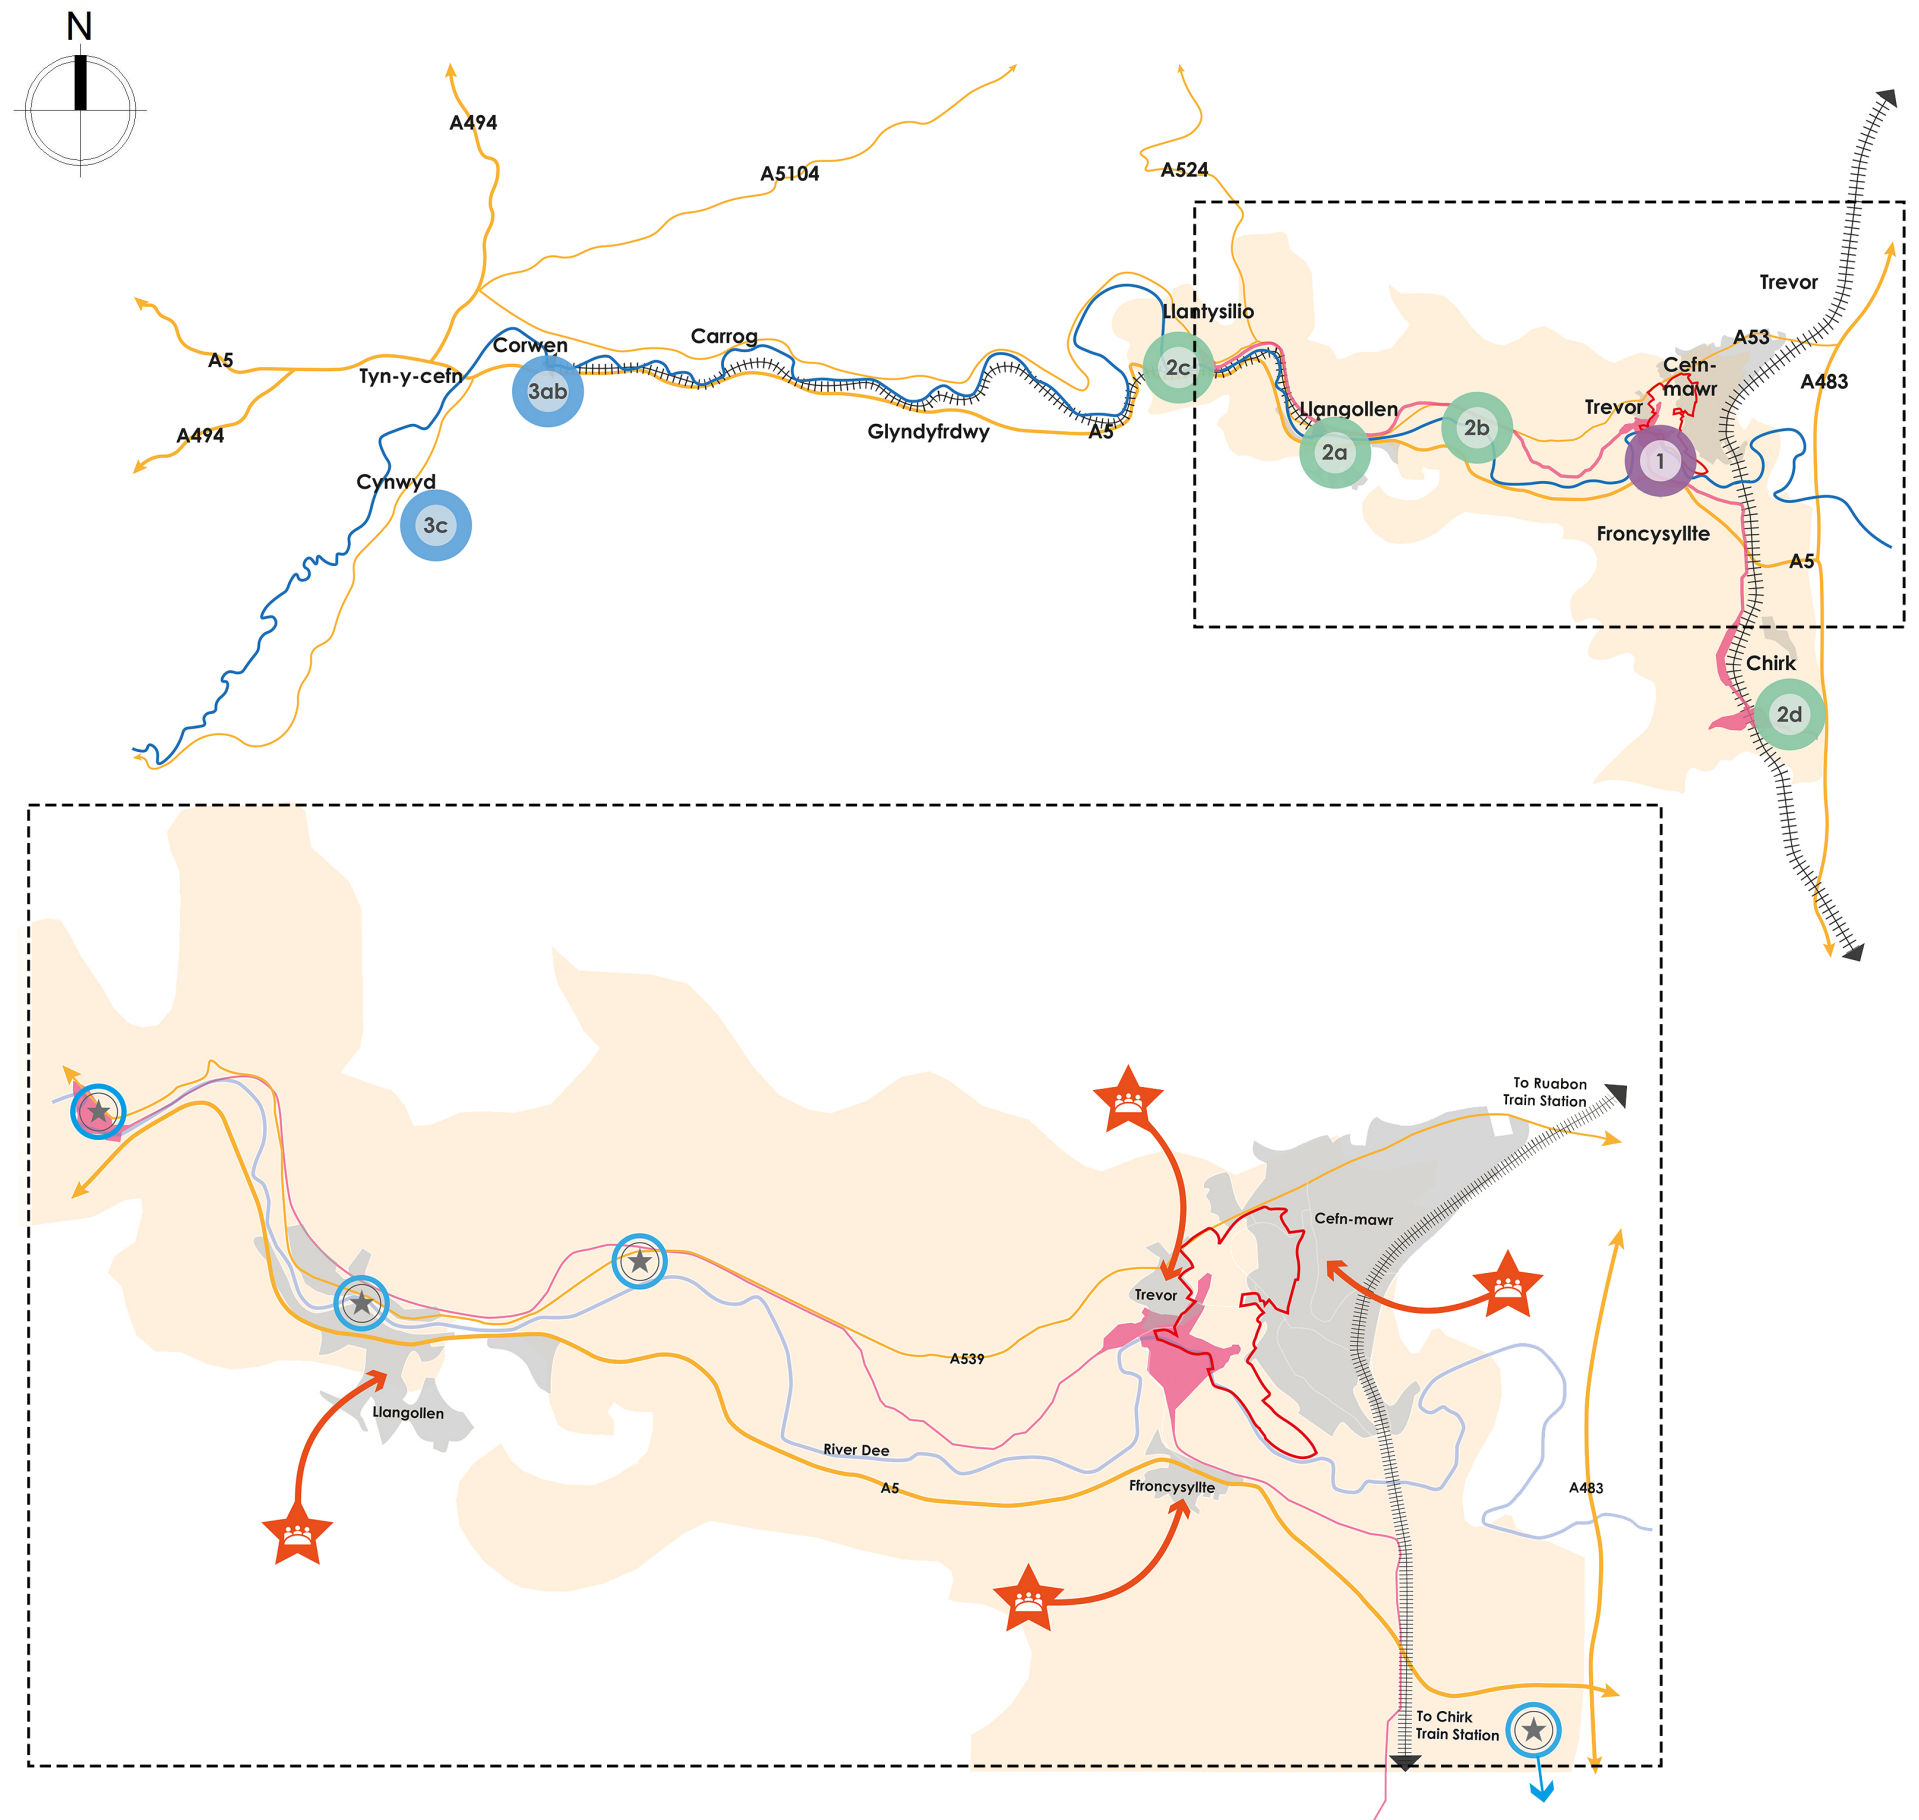 N
A494
A5104
A524
Trevor
Llantysilio
A53
Carrog
Corwen
A5
Tyn-y-cefn
Cefn-
mawr
A483
2c
3ab
Llangollen
Trevor
Glyndyfrdwy
A5
A494
2b
2a
1
Cynwyd
3c
Froncysyllte
A5
Chirk
2d
To Ruabon
Train Station
Cefn-mawr
Trevor
A539
Llangollen
River Dee
A5
Ffroncysyllte
A483
To Chirk
Train Station